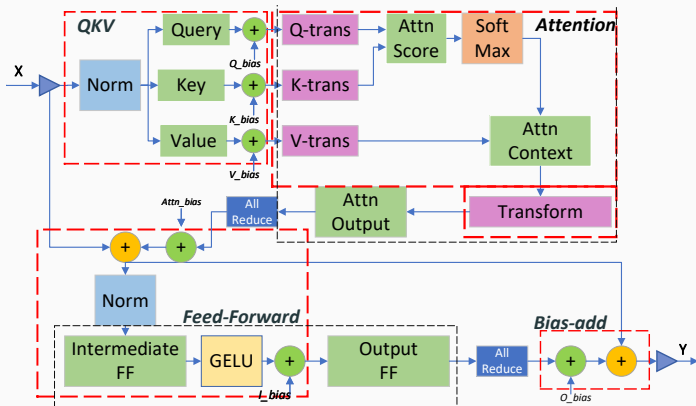 QKV
Attention
X
Norm
Query
+
Q_bias
Key
+
K_bias
Value
+
V_bias
Q-trans
K-trans
V-trans
Attn
Score
Soft
Max
Attn
Context
Transform
Attn
Output
All
Reduce
Attn_bias
+
+
Norm
Feed-Forward
Intermediate
FF
GELU
+
I_bias
Output
FF
All
Reduce
Bias-add
+
O_bias
+
Y